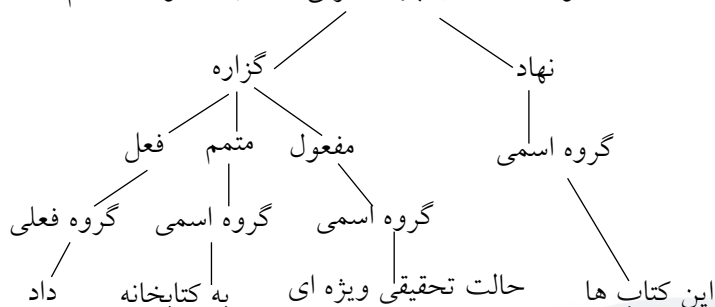 نهاد گزاره
گروه اسمی مفعول متمم فعل
گروه اسمی گروه اسمی گروه فعلی
این کتاب ها حالت تحقیقی ویژه ای به کتابخانه داد